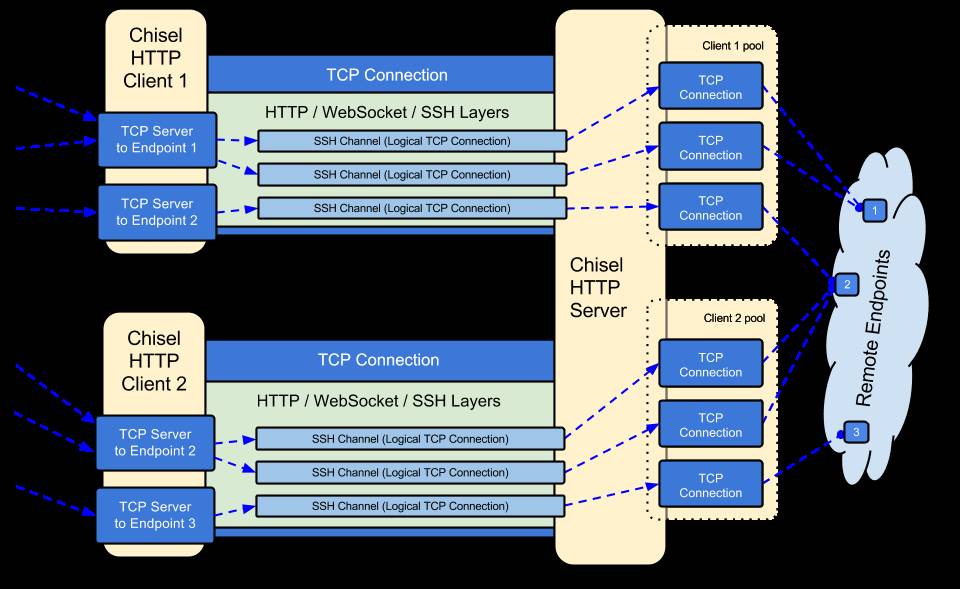 Chisel
HTTP
Client 1
TCP Connection
HTTP / WebSocket / SSH Layers
TCP Server
to Endpoint 1
TCP Server
to Endpoint 2
SSH Channel (Logical TCP Connection)
SSH Channel (Logical TCP Connection)
SSH Channel (Logical TCP Connection)
Client 1 pool
TCP
Connection
TCP
Connection
TCP
Connection
Chisel
HTTP
Server
1
2
3
Remote Endpoints
Chisel
HTTP
Client 2
TCP Connection
HTTP / WebSocket / SSH Layers
TCP Server
to Endpoint 2
TCP Server
to Endpoint 3
SSH Channel (Logical TCP Connection)
SSH Channel (Logical TCP Connection)
SSH Channel (Logical TCP Connection)
Client 2 pool
TCP
Connection
TCP
Connection
TCP
Connection